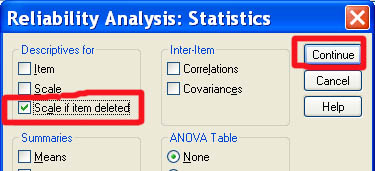 Reliability Analysis: Statistics
Descriptives for
Item
Scale
Scale if item deleted
Inter-Item
Correlations
Covariances
Continue
Cancel
Help
Summaries
Means
ANOVA Table
None